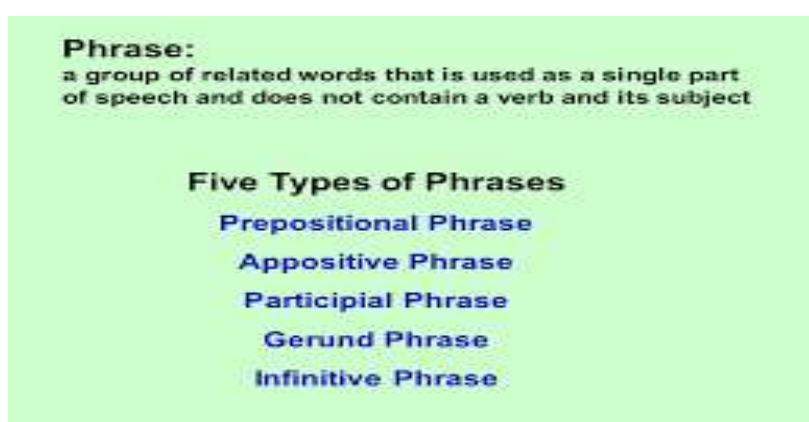 Phrase:
a group of related words that is used as a single part
of speech and does not contain a verb and its subject
Five Types of Phrases
Prepositional Phrase
Appositive Phrase
Participial Phrase
Gerund Phrase
Infinitive Phrase